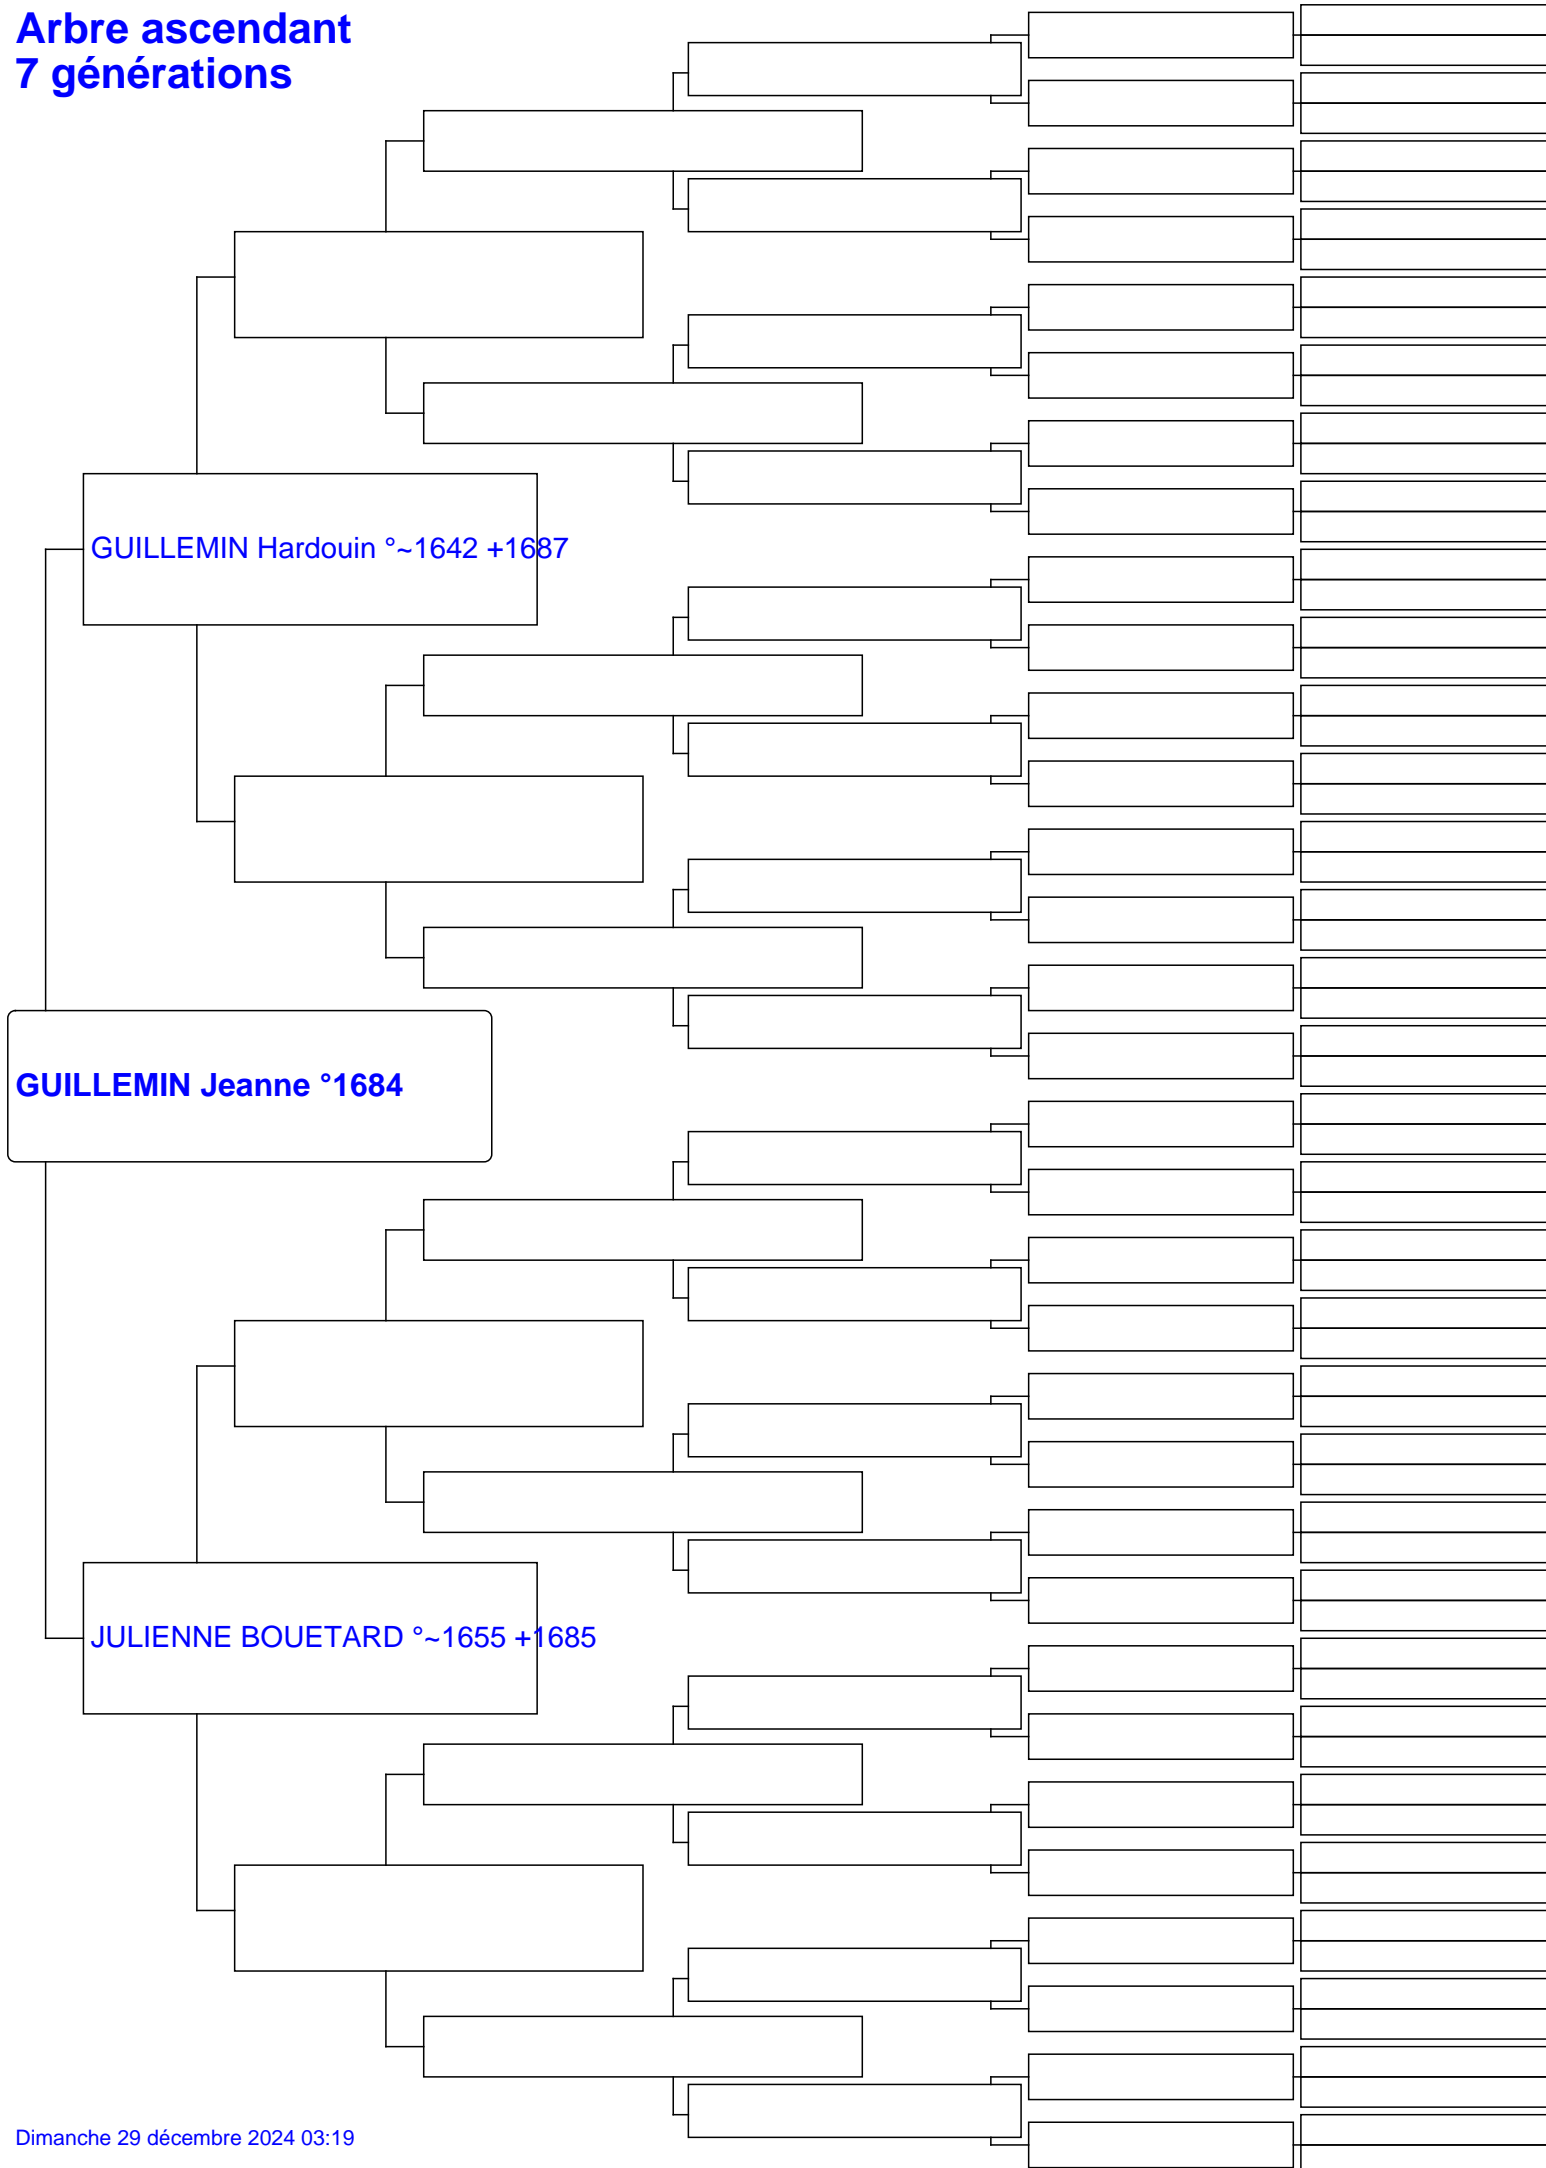 Arbre ascendant
7 générations
GUILLEMIN Hardouin °~1642 +1687
GUILLEMIN Jeanne °1684
JULIENNE BOUETARD °~1655 +1685
Dimanche 29 décembre 2024 03:19